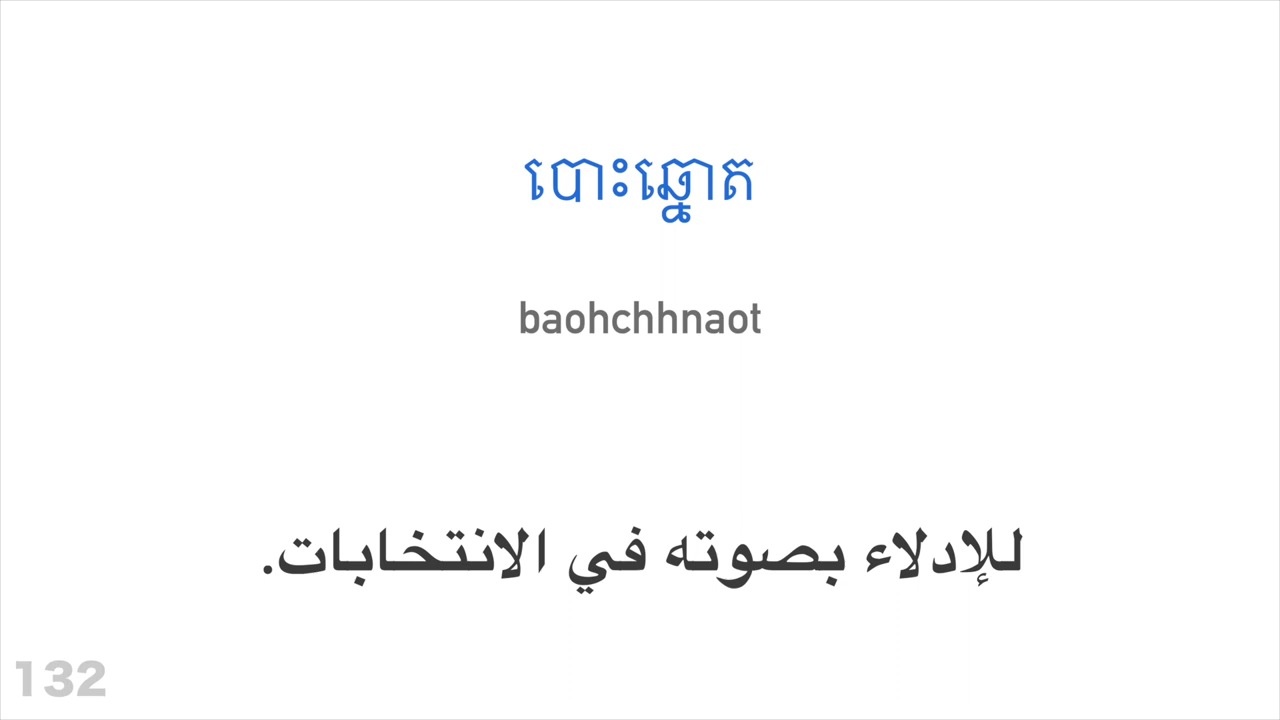 បោះឆ្នោត
baohchhnaot
للإدلاء بصوته في الانتخابات.
132